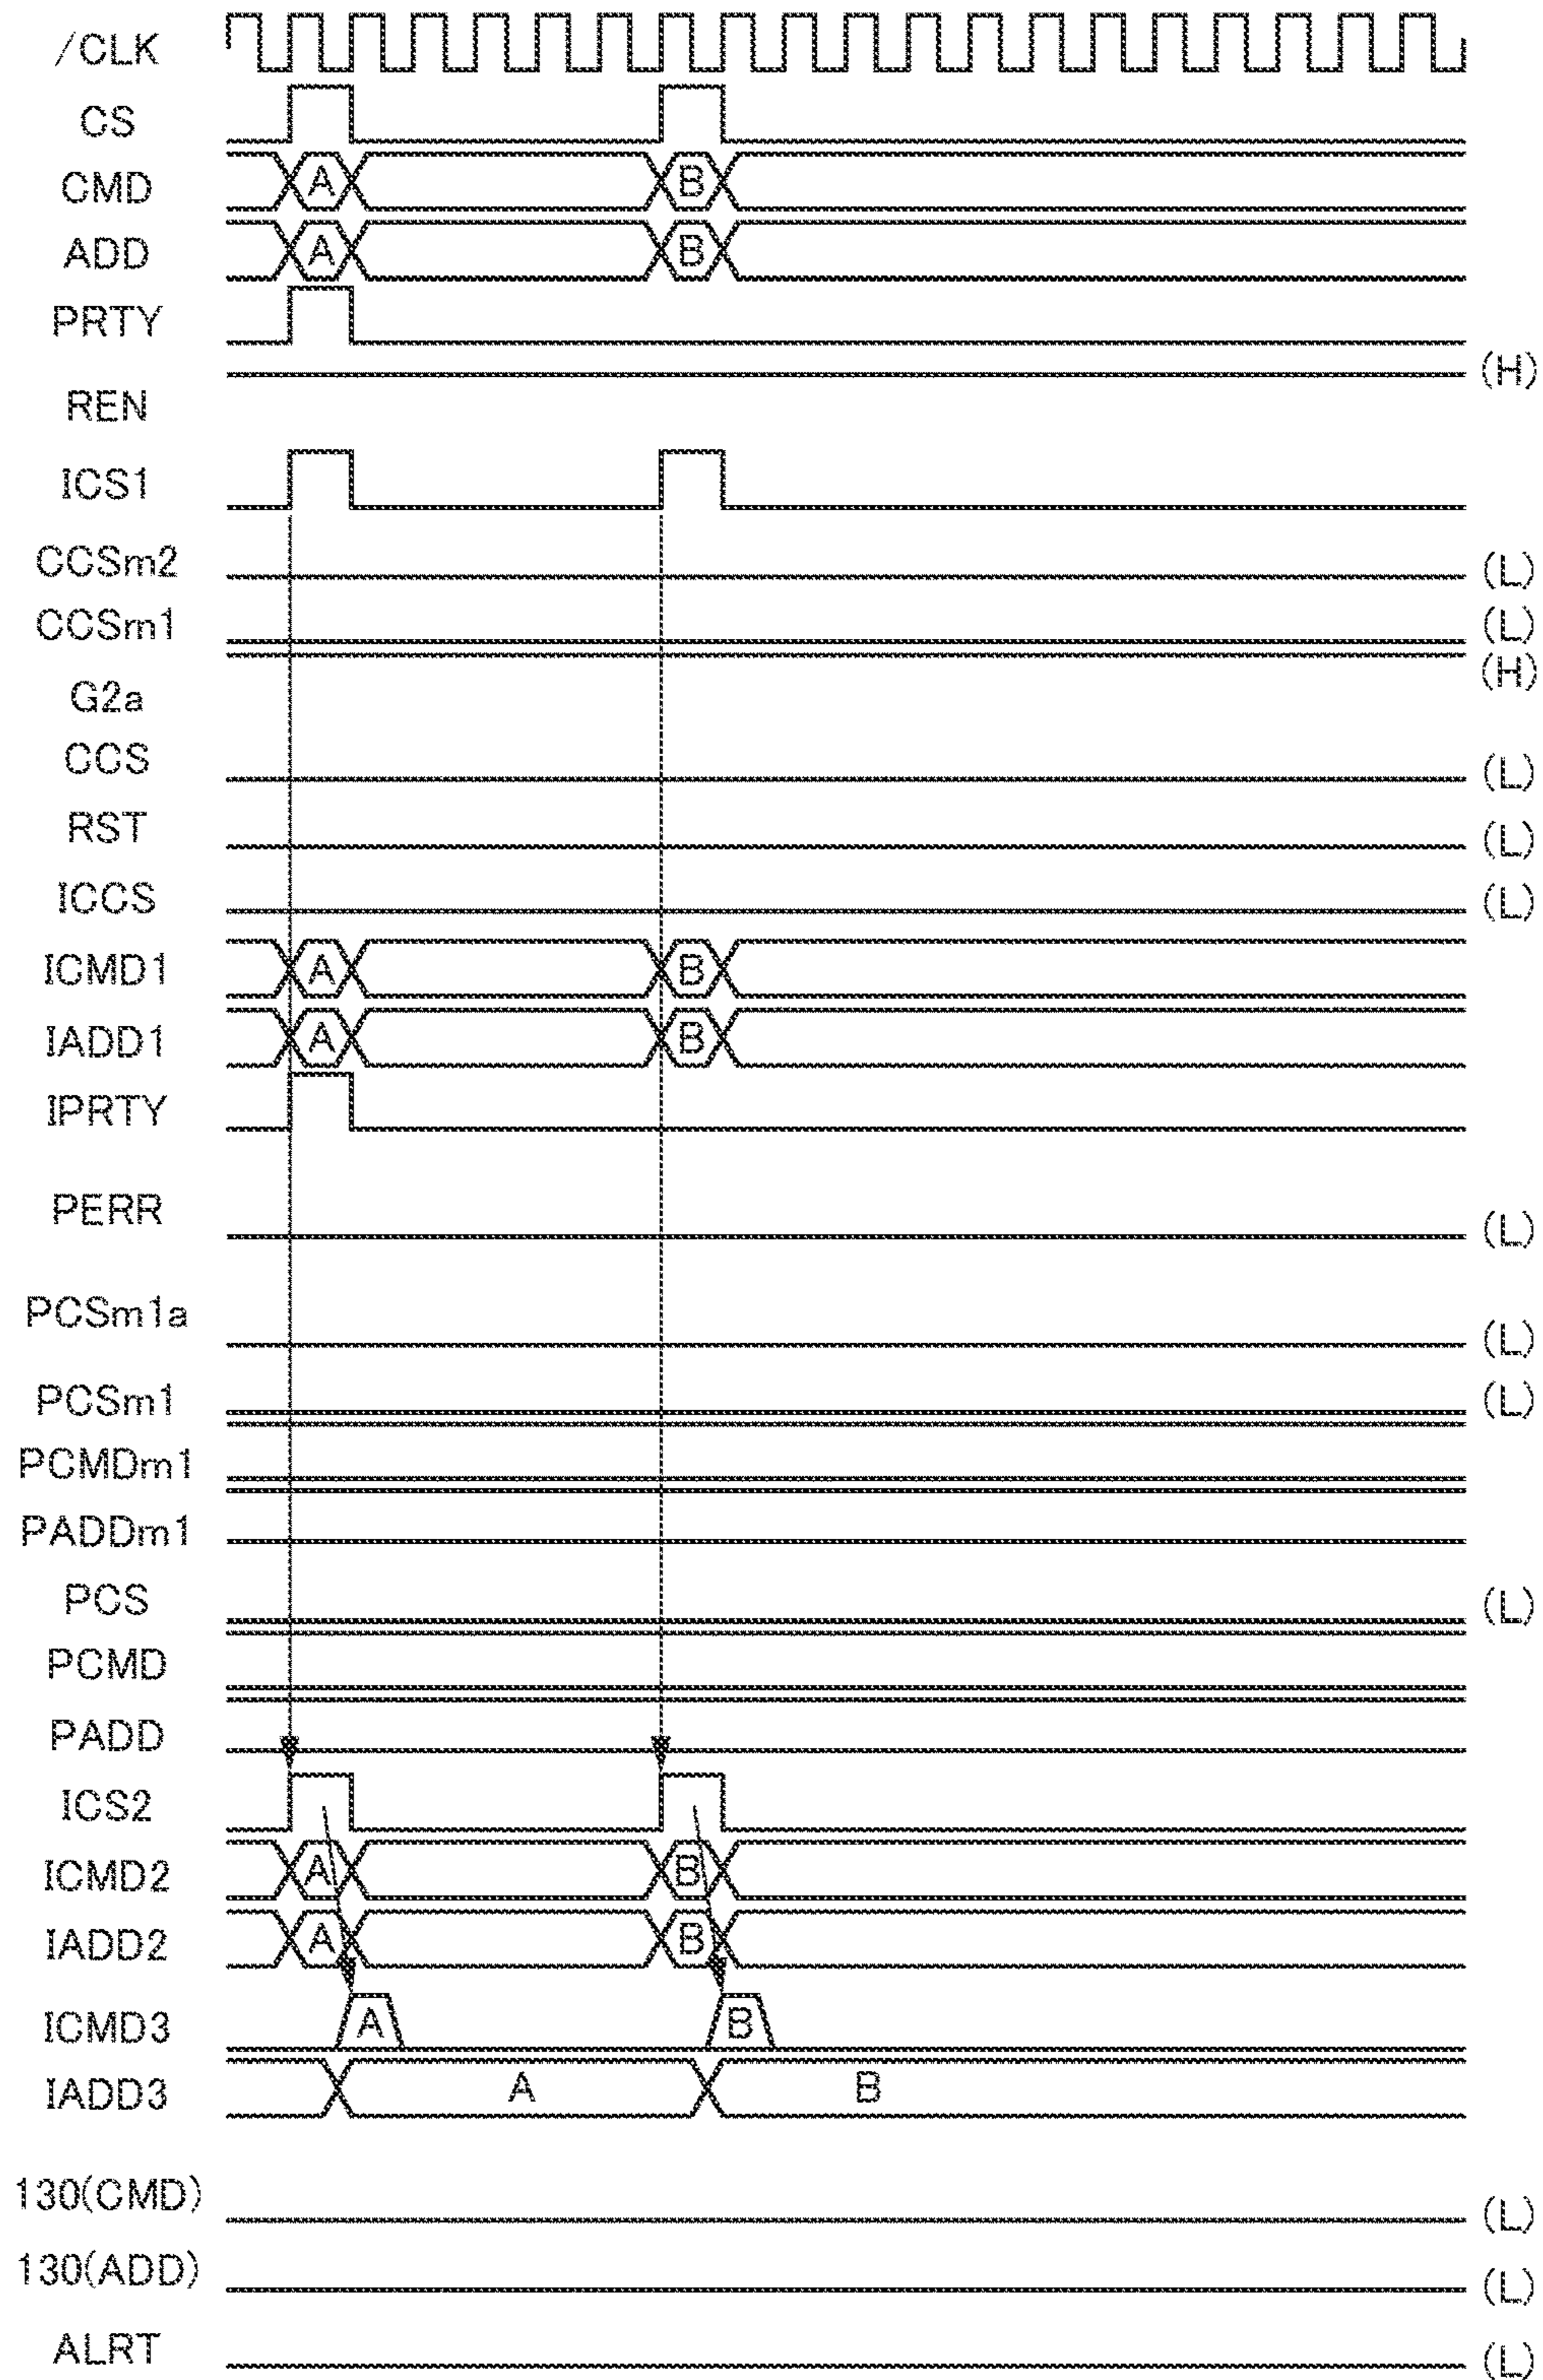 /CLK
CS
CMD A B
ADD A B
PRTY
(H)
REN
ICS1
CCSm2 (L)
CCSm1 (L)
(H)
G2a
CCS (L)
RST (L)
ICCS (L)
ICMD1 A B
IADD1 A B
IPRTY
PERR (L)
PCSm1a (L)
PCSm1 (L)
PCMDm1
PADDm1
PCS (L)
PCMD
PADD
ICS2
ICMD2 A B
IADD2 A B
ICMD3 A B
IADD3 A B
130(CMD) (L)
130(ADD) (L)
ALRT (L)